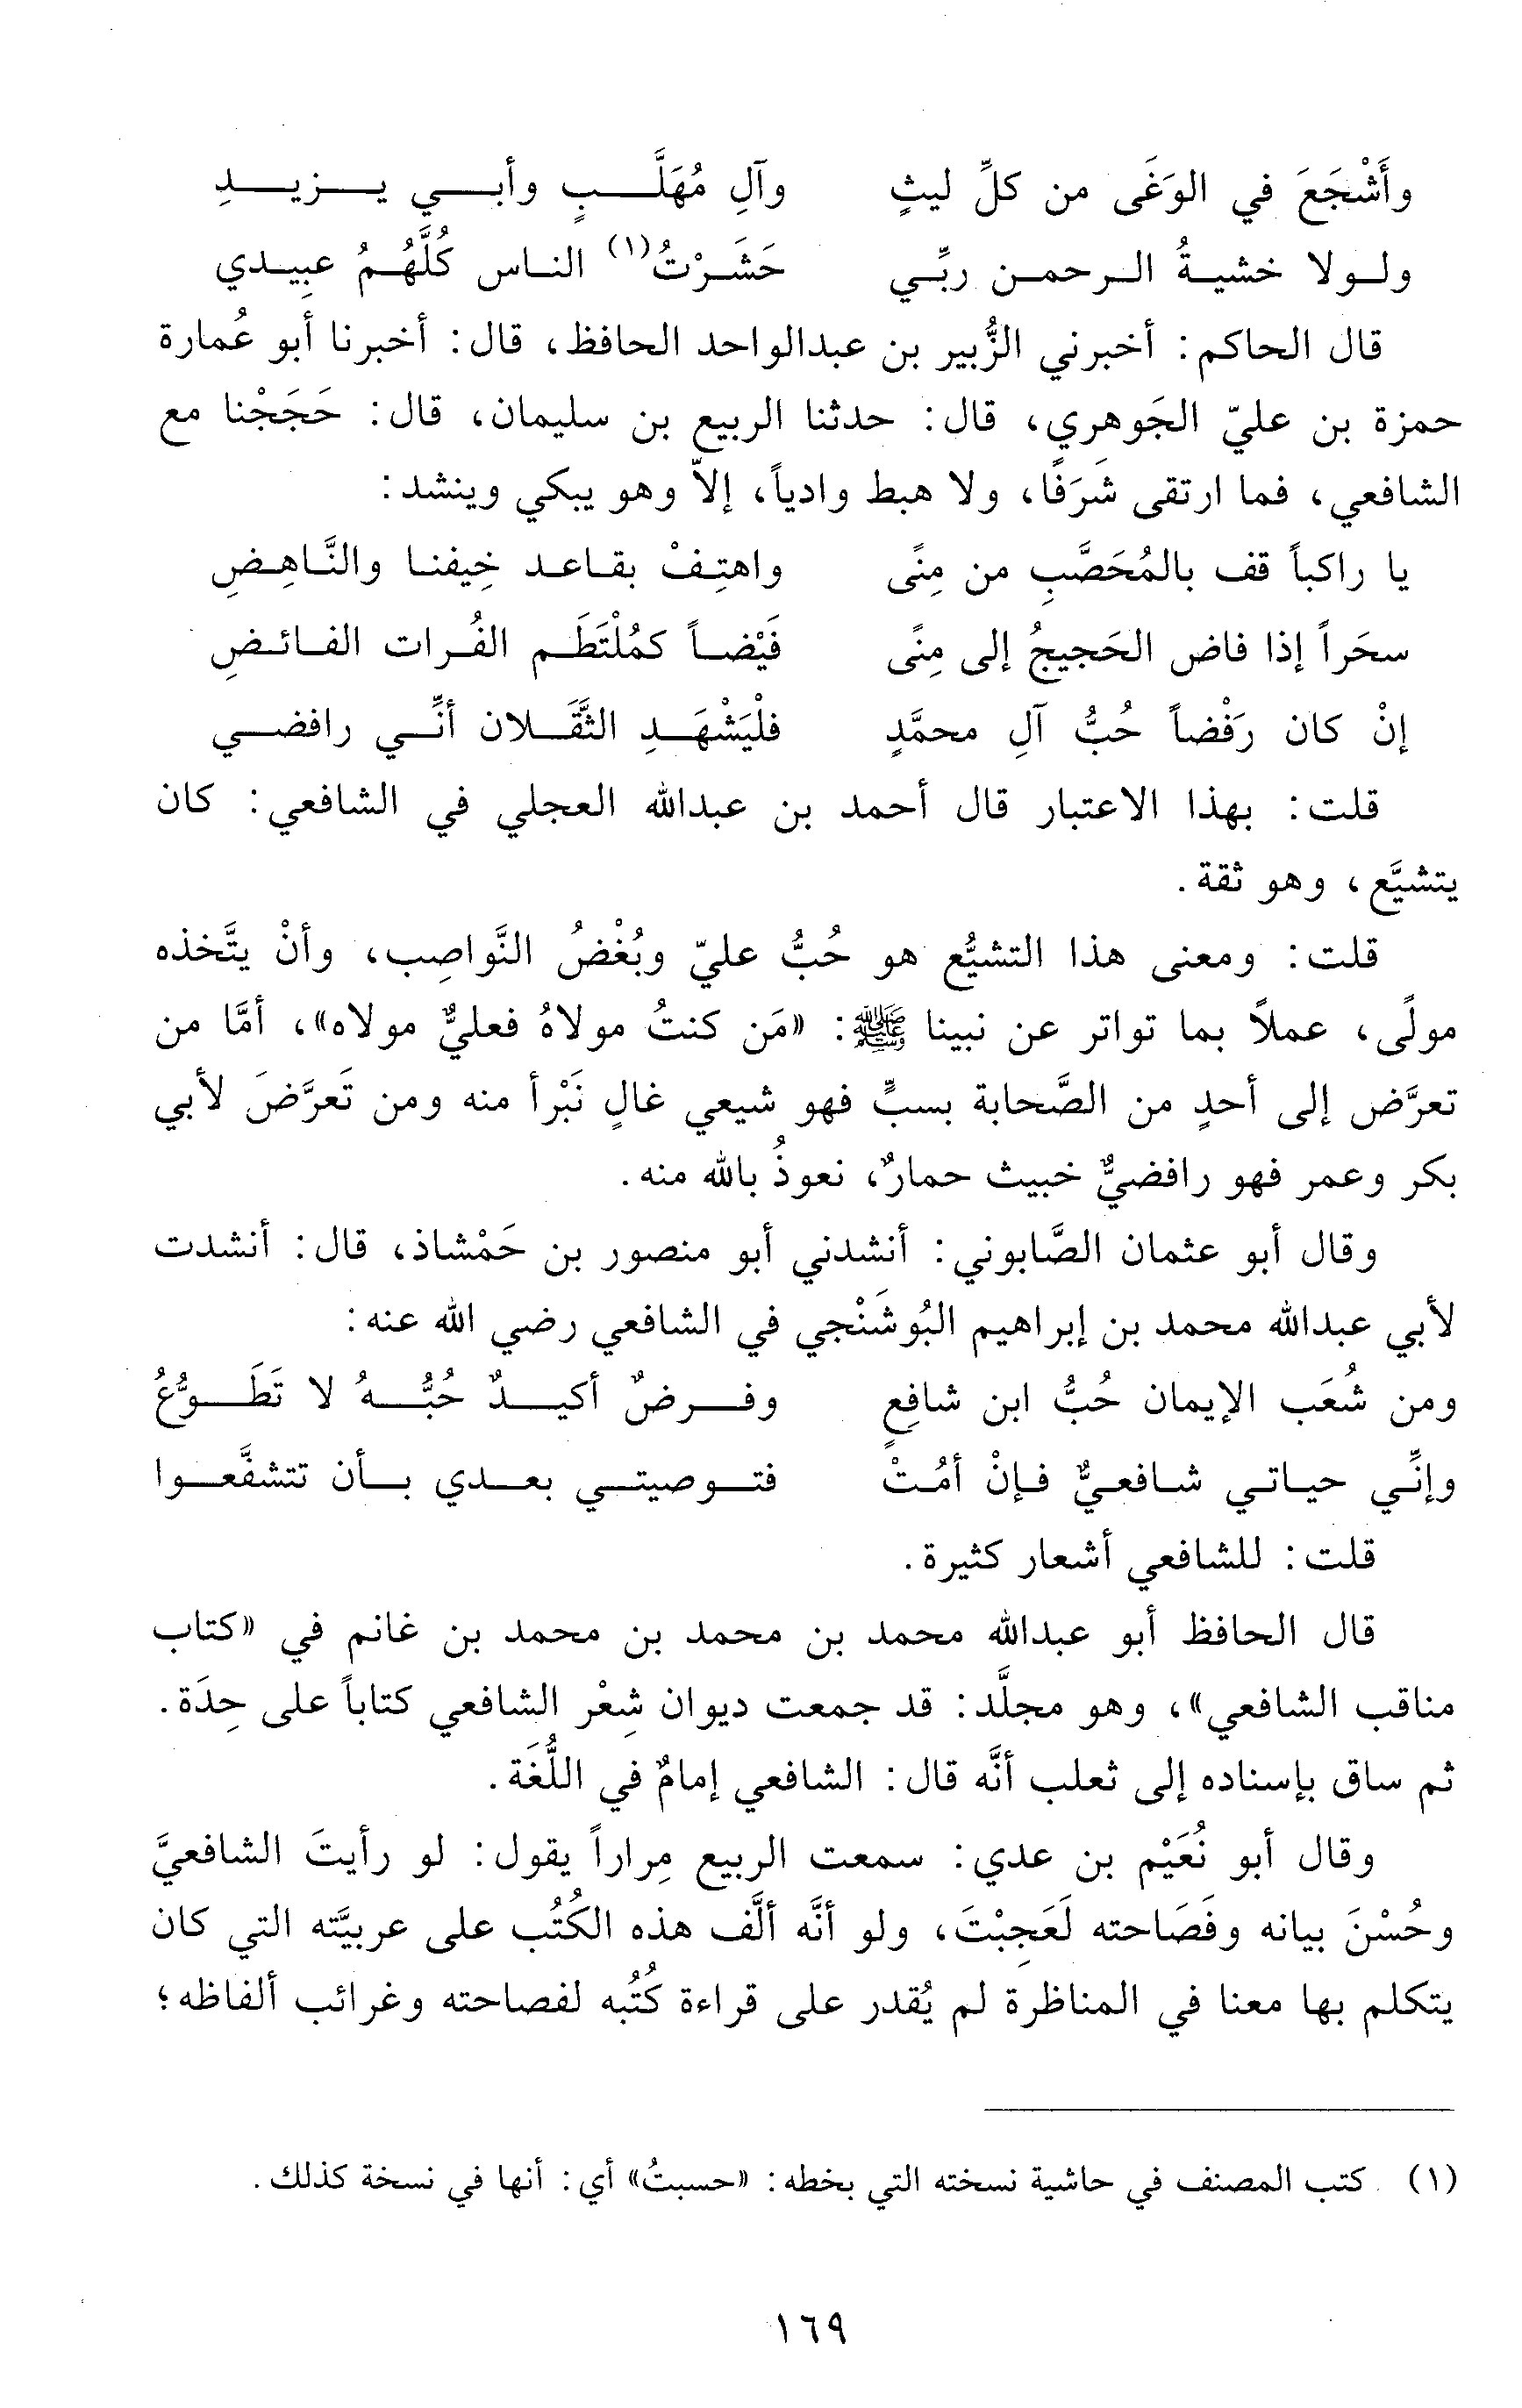 وأَشْجَعَ في الوَغَى من كلِّ ليثٍ وآلِ مُهَلَّبٍ وأبي يزيدِ
ولولا خشيةُ الرحمن ربِّي حَشَرْتُ(١) الناس كُلَّهُمُ عبِيدي
قال الحاكم: أخبرني الزُّبير بن عبدالواحد الحافظ، قال: أخبرنا أبو عُمارة
حمزة بن عليّ الجَوهري، قال: حدثنا الربيع بن سليمان، قال: حَجَجْنا مع
الشافعي، فما ارتقى شَرَفًا، ولا هبط وادياً، إلاّ وهو يبكي وينشد:
يا راكباً قف بالمُحَصَّبِ من مِنًى واهتِفْ بقاعد خِيفنا والنَّاهِضِ
سحَراً إذا فاض الحَجيجُ إلى مِنًى فَيْضاً كمُلْتَطَم الفُرات الفائضِ
إنْ كان رَفْضاً حُبُّ آلِ محمَّدٍ فلْيَشْهَدِ الثَّقَلان أنِّي رافضي
قلت: بهذا الاعتبار قال أحمد بن عبدالله العجلي في الشافعي: كان
يتشيَّع، وهو ثقة.
قلت: ومعنى هذا التشيُّع هو حُبُّ عليّ وبُغْضُ النَّواصِب، وأنْ يتَّخذه
مولًى، عملاً بما تواتر عن نبينا ﷺ: «مَن كنتُ مولاهُ فعليٌّ مولاه»، أمَّا من
تعرَّض إلى أحدٍ من الصَّحابة بسبٍّ فهو شيعي غالٍ نَبْرأ منه ومن تَعرَّضَ لأبي
بكر وعمر فهو رافضيٌّ خبيث حمارٌ، نعوذُ بالله منه.
وقال أبو عثمان الصَّابوني: أنشدني أبو منصور بن حَمْشاذ، قال: أنشدت
لأبي عبدالله محمد بن إبراهيم البُوشَنْجي في الشافعي رضي الله عنه:
ومن شُعَب الإيمان حُبُّ ابن شافِعٍ وفرضٌ أكيدٌ حُبُّهُ لا تَطَوُّعُ
وإنِّي حياتي شافعيٌّ فإنْ أمُتْ فتوصيتي بعدي بأن تتشفَّعوا
قلت: للشافعي أشعار كثيرة.
قال الحافظ أبو عبدالله محمد بن محمد بن محمد بن غانم في «كتاب
مناقب الشافعي»، وهو مجلَّد: قد جمعت ديوان شِعْر الشافعي كتاباً على حِدَة.
ثم ساق بإسناده إلى ثعلب أنَّه قال: الشافعي إمامٌ في اللُّغَة.
وقال أبو نُعَيْم بن عدي: سمعت الربيع مِراراً يقول: لو رأيتَ الشافعيَّ
وحُسْنَ بيانه وفَصَاحته لَعَجِبْتَ، ولو أنَّه ألَّف هذه الكُتُب على عربيَّته التي كان
يتكلم بها معنا في المناظرة لم يُقدر على قراءة كُتُبه لفصاحته وغرائب ألفاظه؛
(١) كتب المصنف في حاشية نسخته التي بخطه: «حسبتُ» أي: أنها في نسخة كذلك.
١٦٩